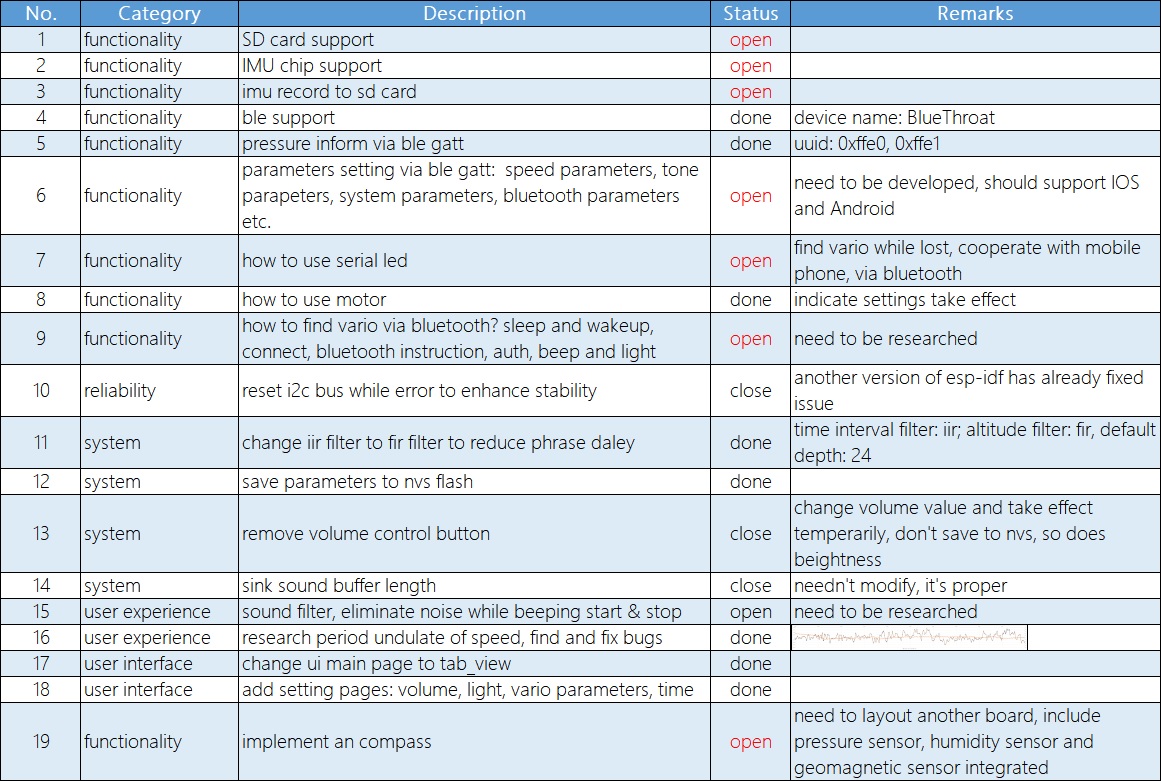 No. Category Description Status Remarks
1 functionality SD card support open
2 functionality IMU chip support open
3 functionality imu record to sd card open
4 functionality ble support done device name: BlueThroat
5 functionality pressure inform via ble gatt done uuid: 0xffe0, 0xffe1
6 functionality parameters setting via ble gatt: speed parameters, tone
parapeters, system parameters, bluetooth parameters
etc. open need to be developed, should support IOS
and Android
7 functionality how to use serial led open find vario while lost, cooperate with mobile
phone, via bluetooth
8 functionality how to use motor done indicate settings take effect
9 functionality how to find vario via bluetooth? sleep and wakeup,
connect, bluetooth instruction, auth, beep and light open need to be researched
10 reliability reset i2c bus while error to enhance stability close another version of esp-idf has already fixed
issue
11 system change iir filter to fir filter to reduce phrase daley done time interval filter: iir; altitude filter: fir, default
depth: 24
12 system save parameters to nvs flash done
13 system remove volume control button close change volume value and take effect
temperarily, don't save to nvs, so does
beightness
14 system sink sound buffer length close needn't modify, it's proper
15 user experience sound filter, eliminate noise while beeping start & stop open need to be researched
16 user experience research period undulate of speed, find and fix bugs done
17 user interface change ui main page to tab_view done
18 user interface add setting pages: volume, light, vario parameters, time done
19 functionality implement an compass open need to layout another board, include
pressure sensor, humidity sensor and
geomagnetic sensor integrated